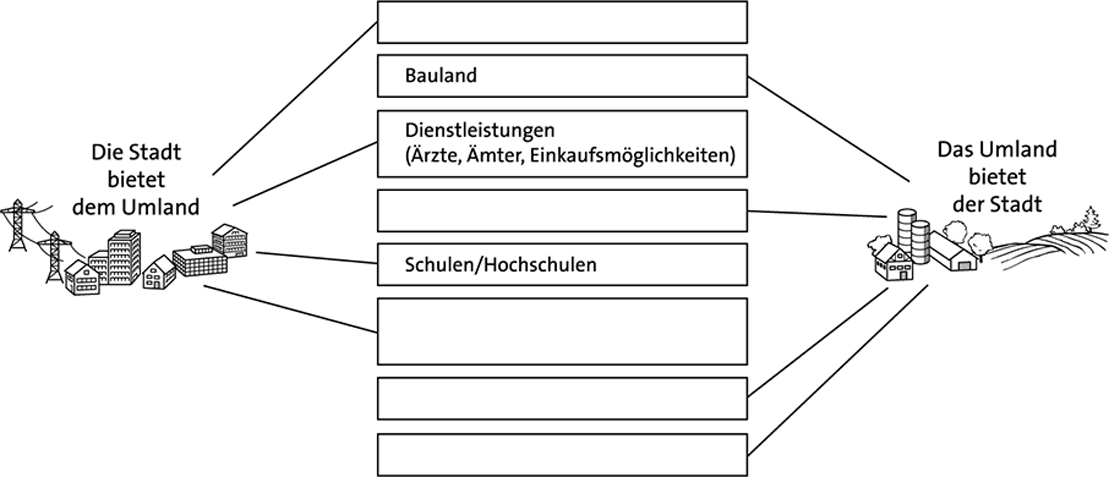 Bauland
Dienstleistungen
(Ärzte, Ämter, Einkaufsmöglichkeiten)
Die Stadt
bietet
dem Umland
Das Umland
bietet
der Stadt
Schulen/Hochschulen